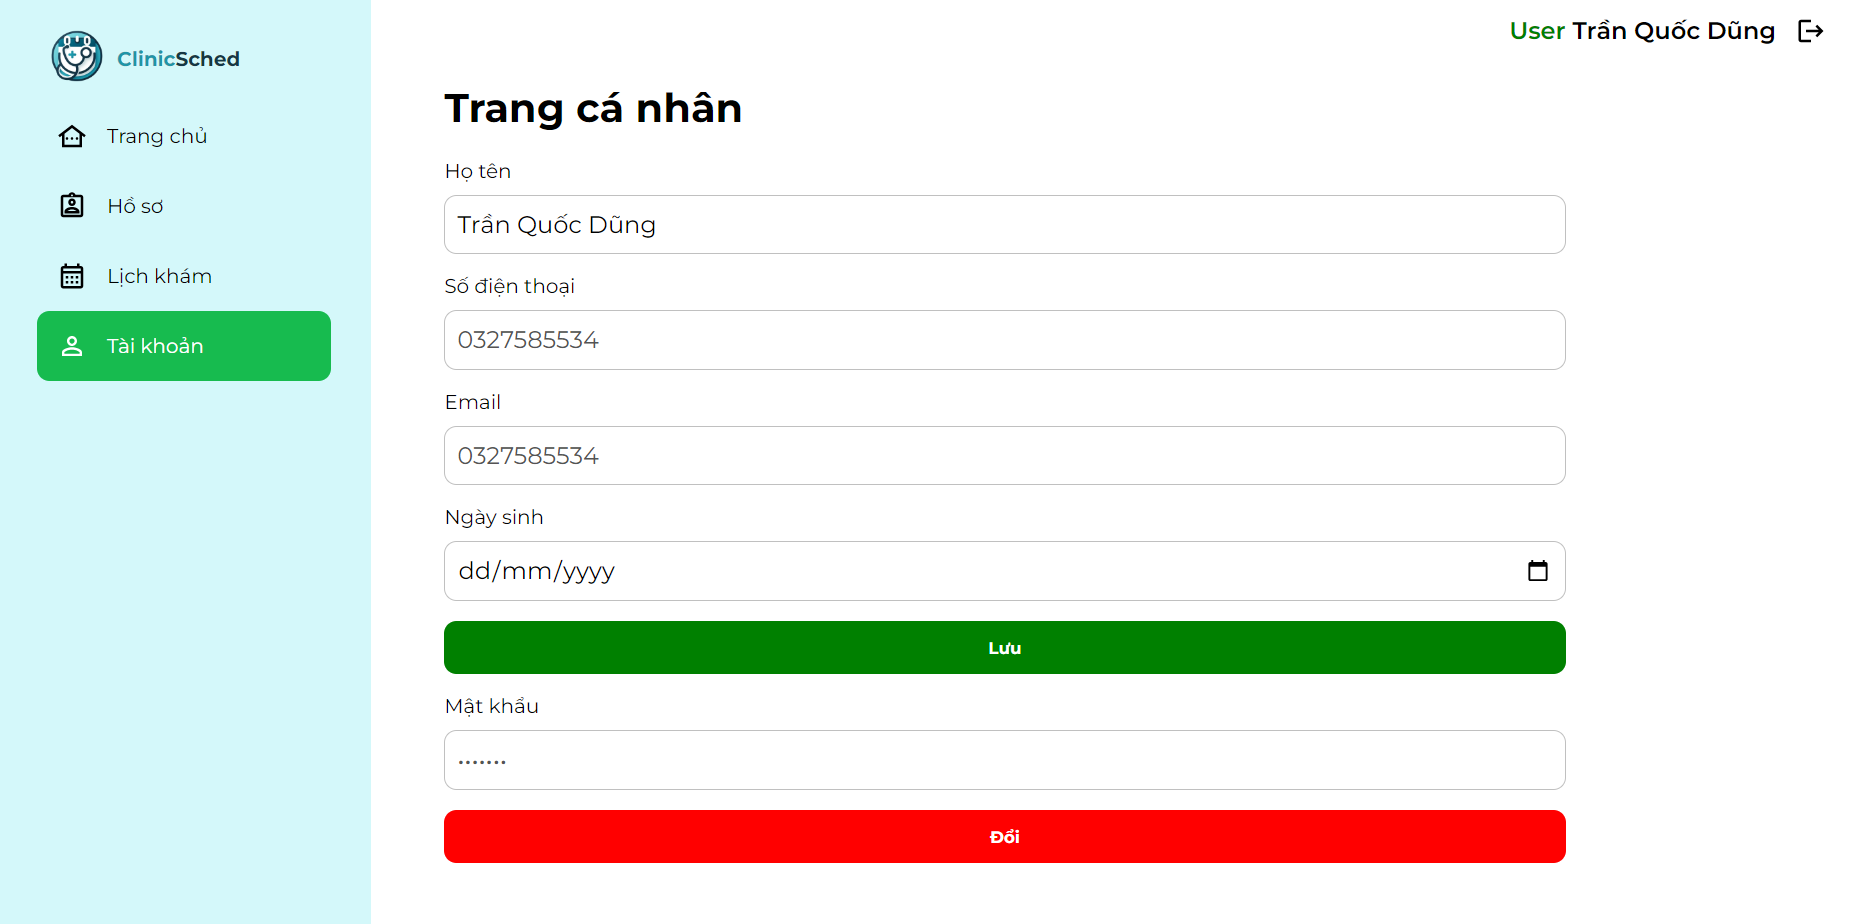 ClinicSched
Trang chủ
Hồ sơ
Lịch khám
Tài khoản
User Trần Quốc Dũng
Trang cá nhân
Họ tên
Trần Quốc Dũng
Số điện thoại
0327585534
Email
0327585534
Ngày sinh
dd/mm/yyyy
Lưu
Mật khẩu
.......
Đổi